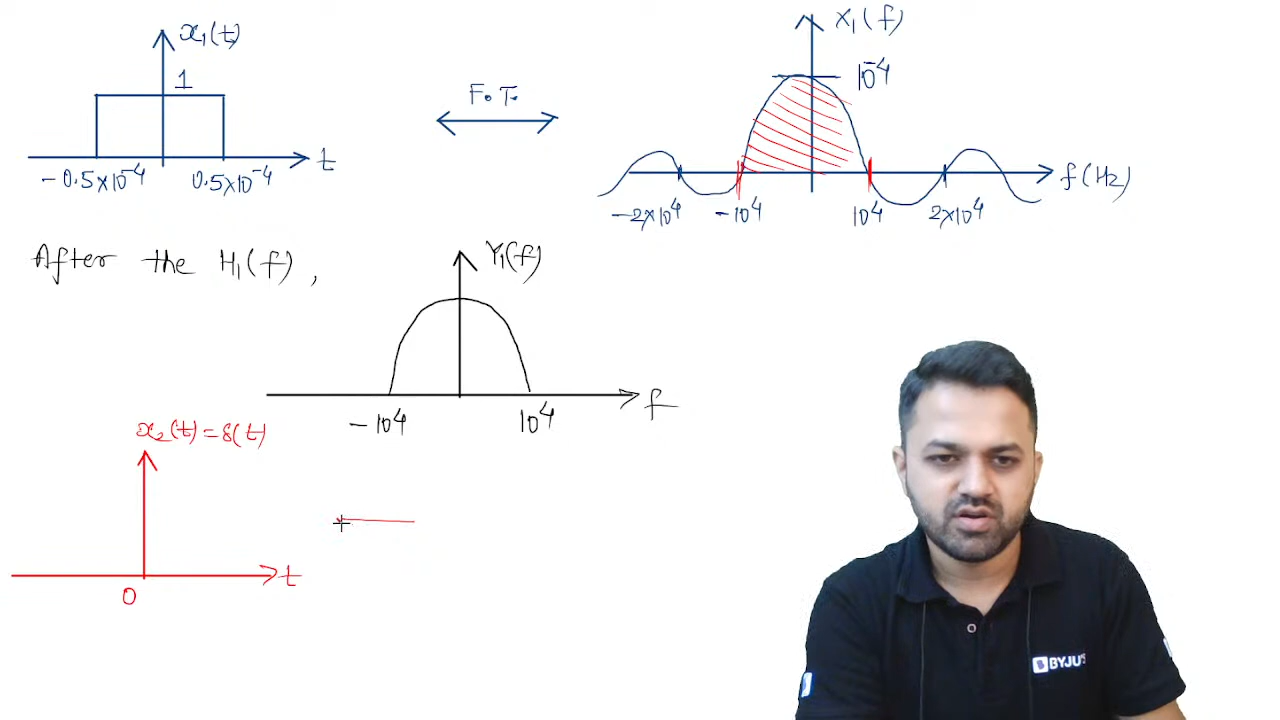 x₁(t)
1
-0.5×10⁻⁴
0.5×10⁻⁴
t
F.T.
X₁(f)
10⁻⁴
-2×10⁴
-10⁴
10⁴
2×10⁴
f(Hz)
After the H₁(f),
Y₁(f)
-10⁴
10⁴
f
x₂(t)=δ(t)
0
t
BYJU'S